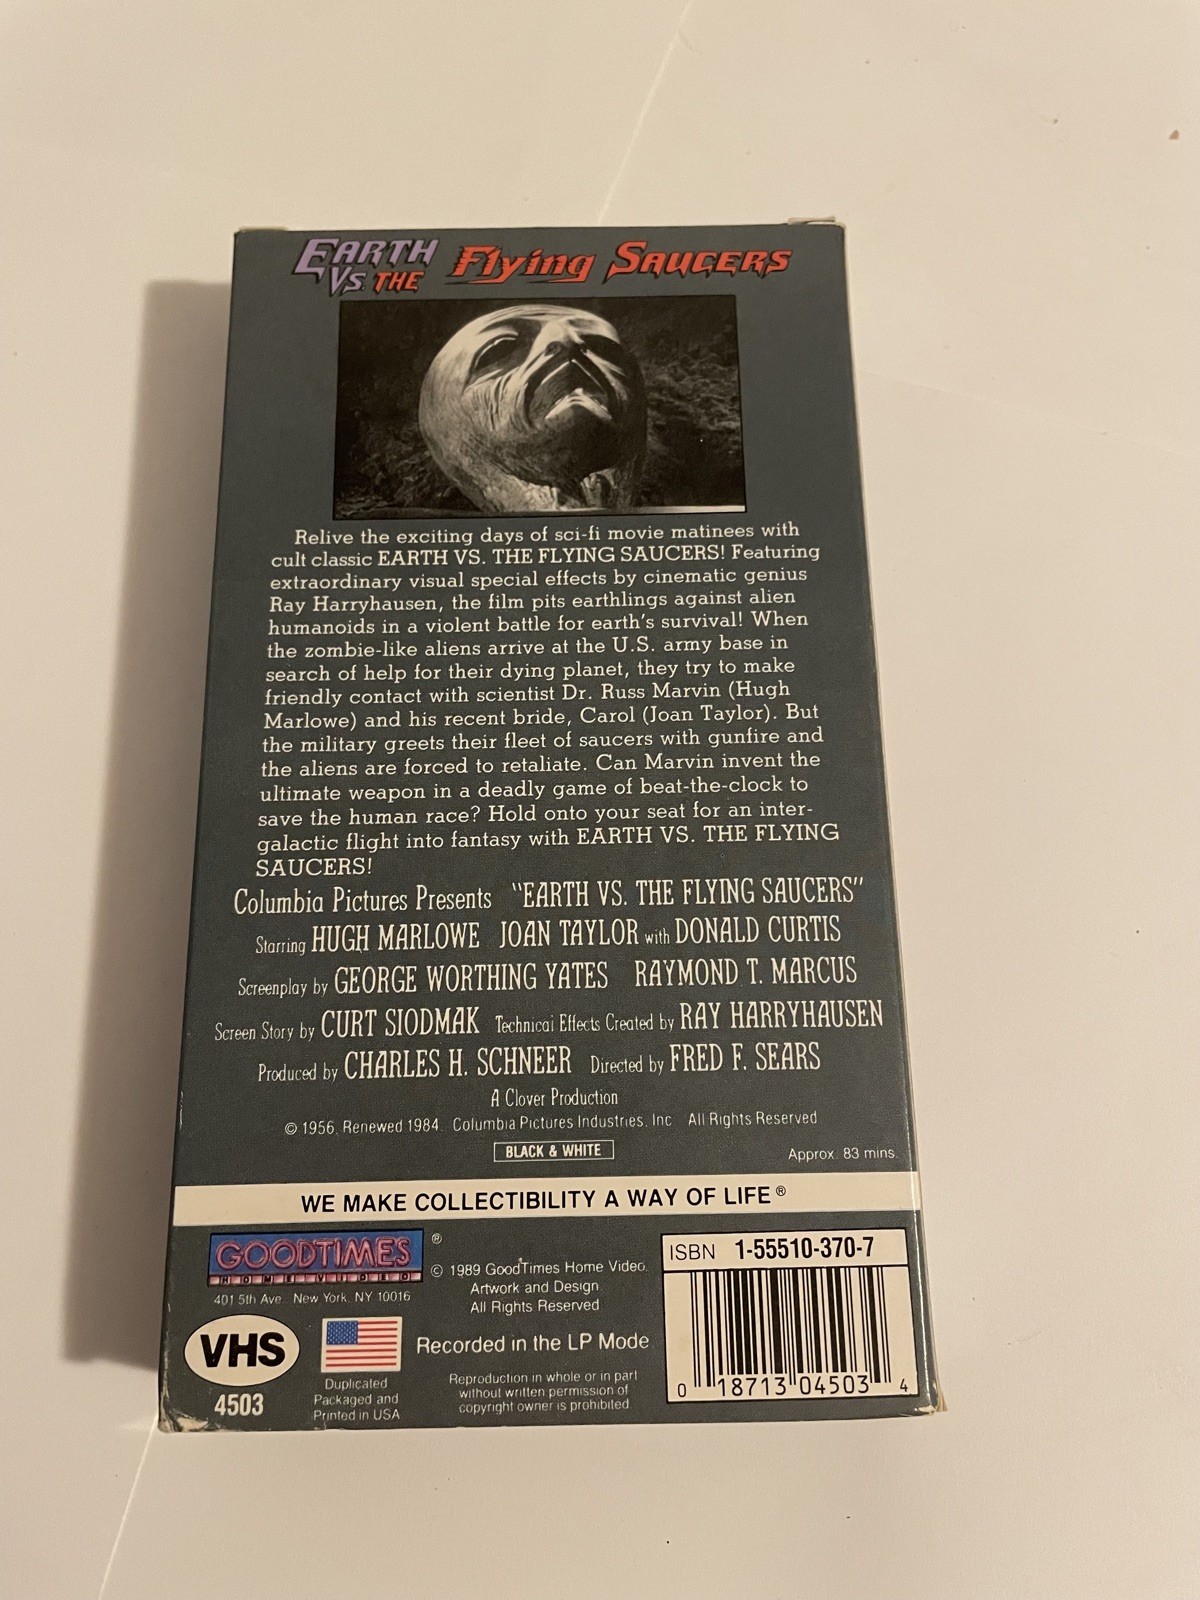 EARTH VS. THE Flying SAUCERS
Relive the exciting days of sci-fi movie matinees with
cult classic EARTH VS. THE FLYING SAUCERS! Featuring
extraordinary visual special effects by cinematic genius
Ray Harryhausen, the film pits earthlings against alien
humanoids in a violent battle for earth's survival! When
the zombie-like aliens arrive at the U.S. army base in
search of help for their dying planet, they try to make
friendly contact with scientist Dr. Russ Marvin (Hugh
Marlowe) and his recent bride, Carol (Joan Taylor). But
the military greets their fleet of saucers with gunfire and
the aliens are forced to retaliate. Can Marvin invent the
ultimate weapon in a deadly game of beat-the-clock to
save the human race? Hold onto your seat for an inter-
galactic flight into fantasy with EARTH VS. THE FLYING
SAUCERS!
Columbia Pictures Presents "EARTH VS. THE FLYING SAUCERS"
Starring HUGH MARLOWE JOAN TAYLOR with DONALD CURTIS
Screenplay by GEORGE WORTHING YATES RAYMOND T. MARCUS
Screen Story by CURT SIODMAK Technical Effects Created by RAY HARRYHAUSEN
Produced by CHARLES H. SCHNEER Directed by FRED F. SEARS
A Clover Production
© 1956, Renewed 1984. Columbia Pictures Industries, Inc All Rights Reserved
BLACK & WHITE
Approx. 83 mins.
WE MAKE COLLECTIBILITY A WAY OF LIFE®
GOODTIMES®
HOME VIDEO
401 5th Ave. New York, NY 10016
© 1989 GoodTimes Home Video.
Artwork and Design
All Rights Reserved
VHS
4503
Duplicated
Packaged and
Printed in USA
Recorded in the LP Mode
Reproduction in whole or in part
without written permission of
copyright owner is prohibited.
ISBN 1-55510-370-7
0 18713 04503 4